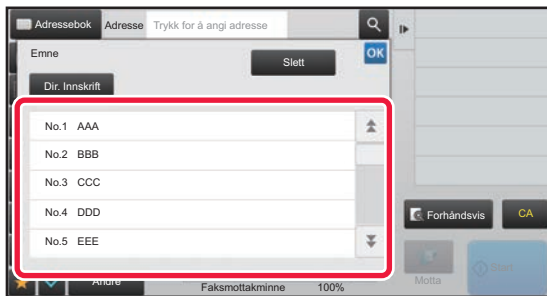 Adressebok Adresse Trykk for å angi adresse
Emne
Slett
OK
Dir. Innskrift
No.1 AAA
No.2 BBB
No.3 CCC
No.4 DDD
No.5 EEE
Forhåndsvis
CA
Andre
Faksmottakminne 100%
Motta
Start